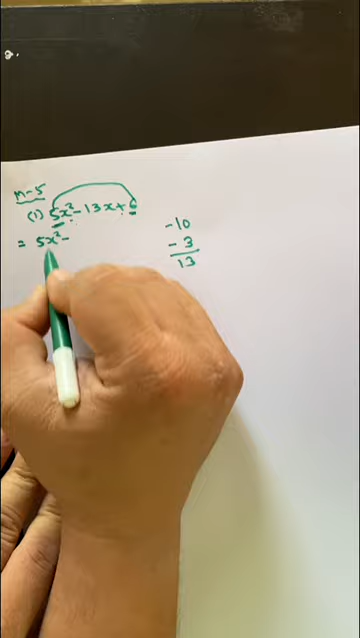 M-5
(1) 5x² - 13x + 6
= 5x² -
-10
- 3
13